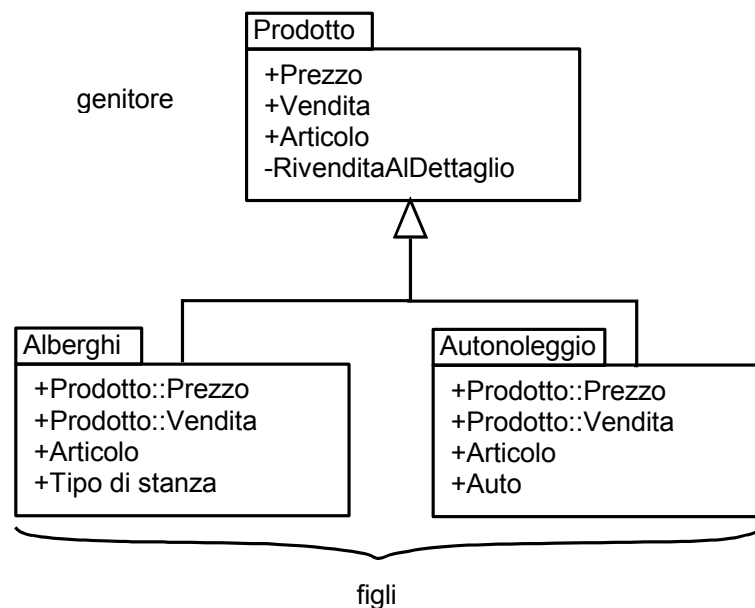 Prodotto
genitore
+Prezzo
+Vendita
+Articolo
-RivenditaAlDettaglio
Alberghi
+Prodotto::Prezzo
+Prodotto::Vendita
+Articolo
+Tipo di stanza
Autonoleggio
+Prodotto::Prezzo
+Prodotto::Vendita
+Articolo
+Auto
figli